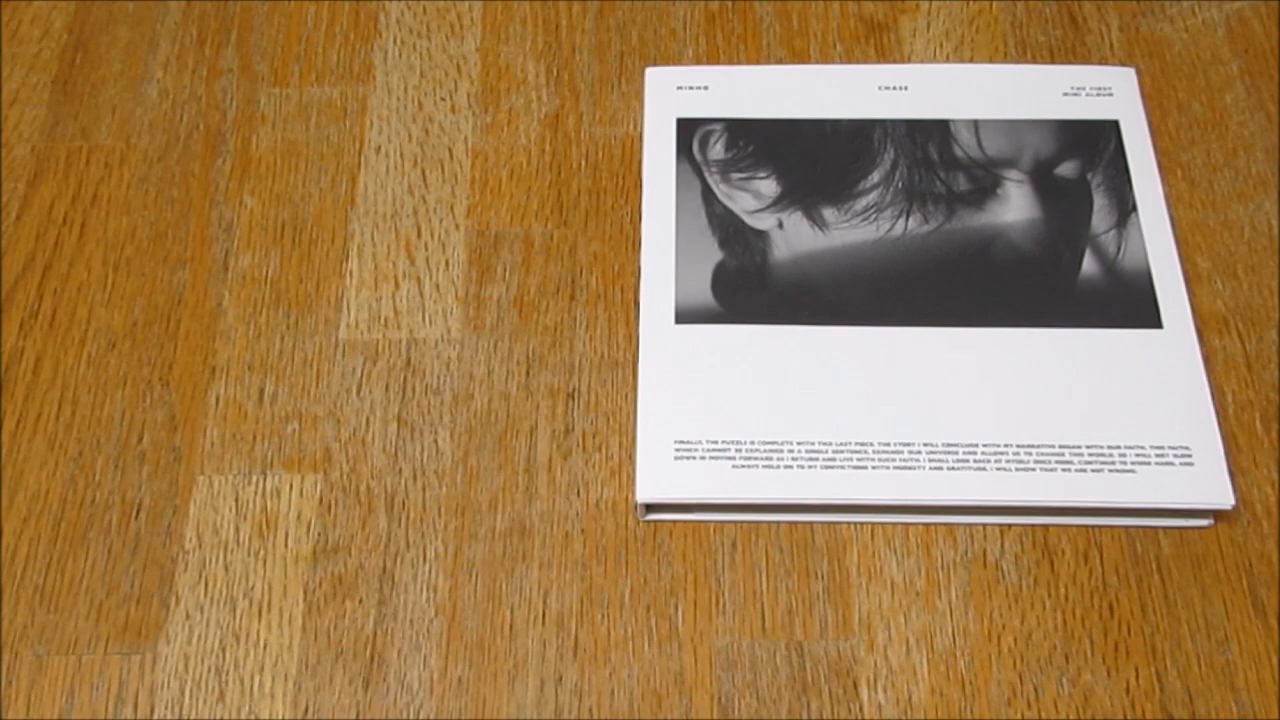 MINHO
CHASE
THE FIRST
MINI ALBUM
FINALLY, THE PUZZLE IS COMPLETE WITH THIS LAST PIECE. THE STORY I WILL CONCLUDE WITH MY NARRATIVE BEGAN WITH OUR FAITH. THIS FAITH,
WHICH CANNOT BE EXPLAINED IN A SINGLE SENTENCE, EXPANDS OUR UNIVERSE AND ALLOWS US TO CHANGE THIS WORLD. SO I WILL NOT SLOW
DOWN IN MOVING FORWARD AS I RETURN AND LIVE WITH SUCH FAITH. I SHALL LOOK BACK AT MYSELF ONCE MORE, CONTINUE TO WORK HARD, AND
ALWAYS HOLD ON TO MY CONVICTIONS WITH MODESTY AND GRATITUDE. I WILL SHOW THAT WE ARE NOT WRONG.